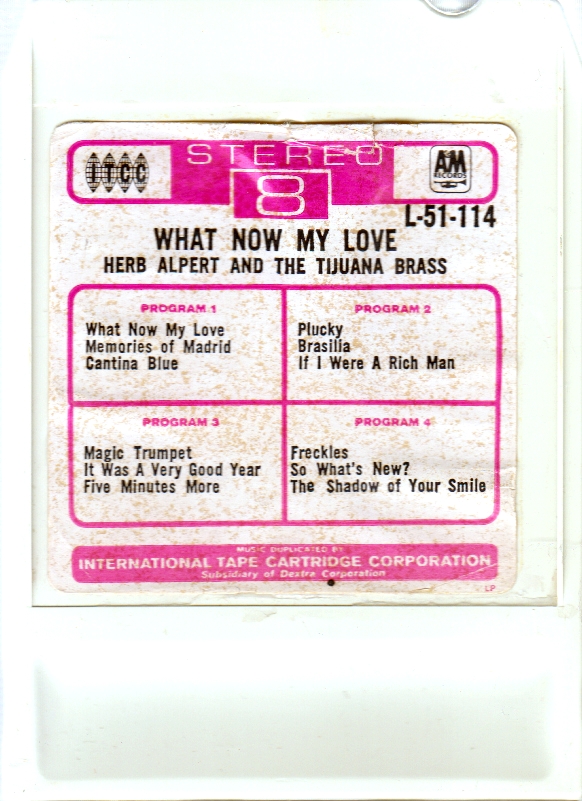 STEREO
8
ITCC
A&M
RECORDS
L-51-114
WHAT NOW MY LOVE
HERB ALPERT AND THE TIJUANA BRASS
PROGRAM 1
What Now My Love
Memories of Madrid
Cantina Blue
PROGRAM 2
Plucky
Brasilia
If I Were A Rich Man
PROGRAM 3
Magic Trumpet
It Was A Very Good Year
Five Minutes More
PROGRAM 4
Freckles
So What's New?
The Shadow of Your Smile
MUSIC DUPLICATED BY
INTERNATIONAL TAPE CARTRIDGE CORPORATION
Subsidiary of Dextra Corporation
LP